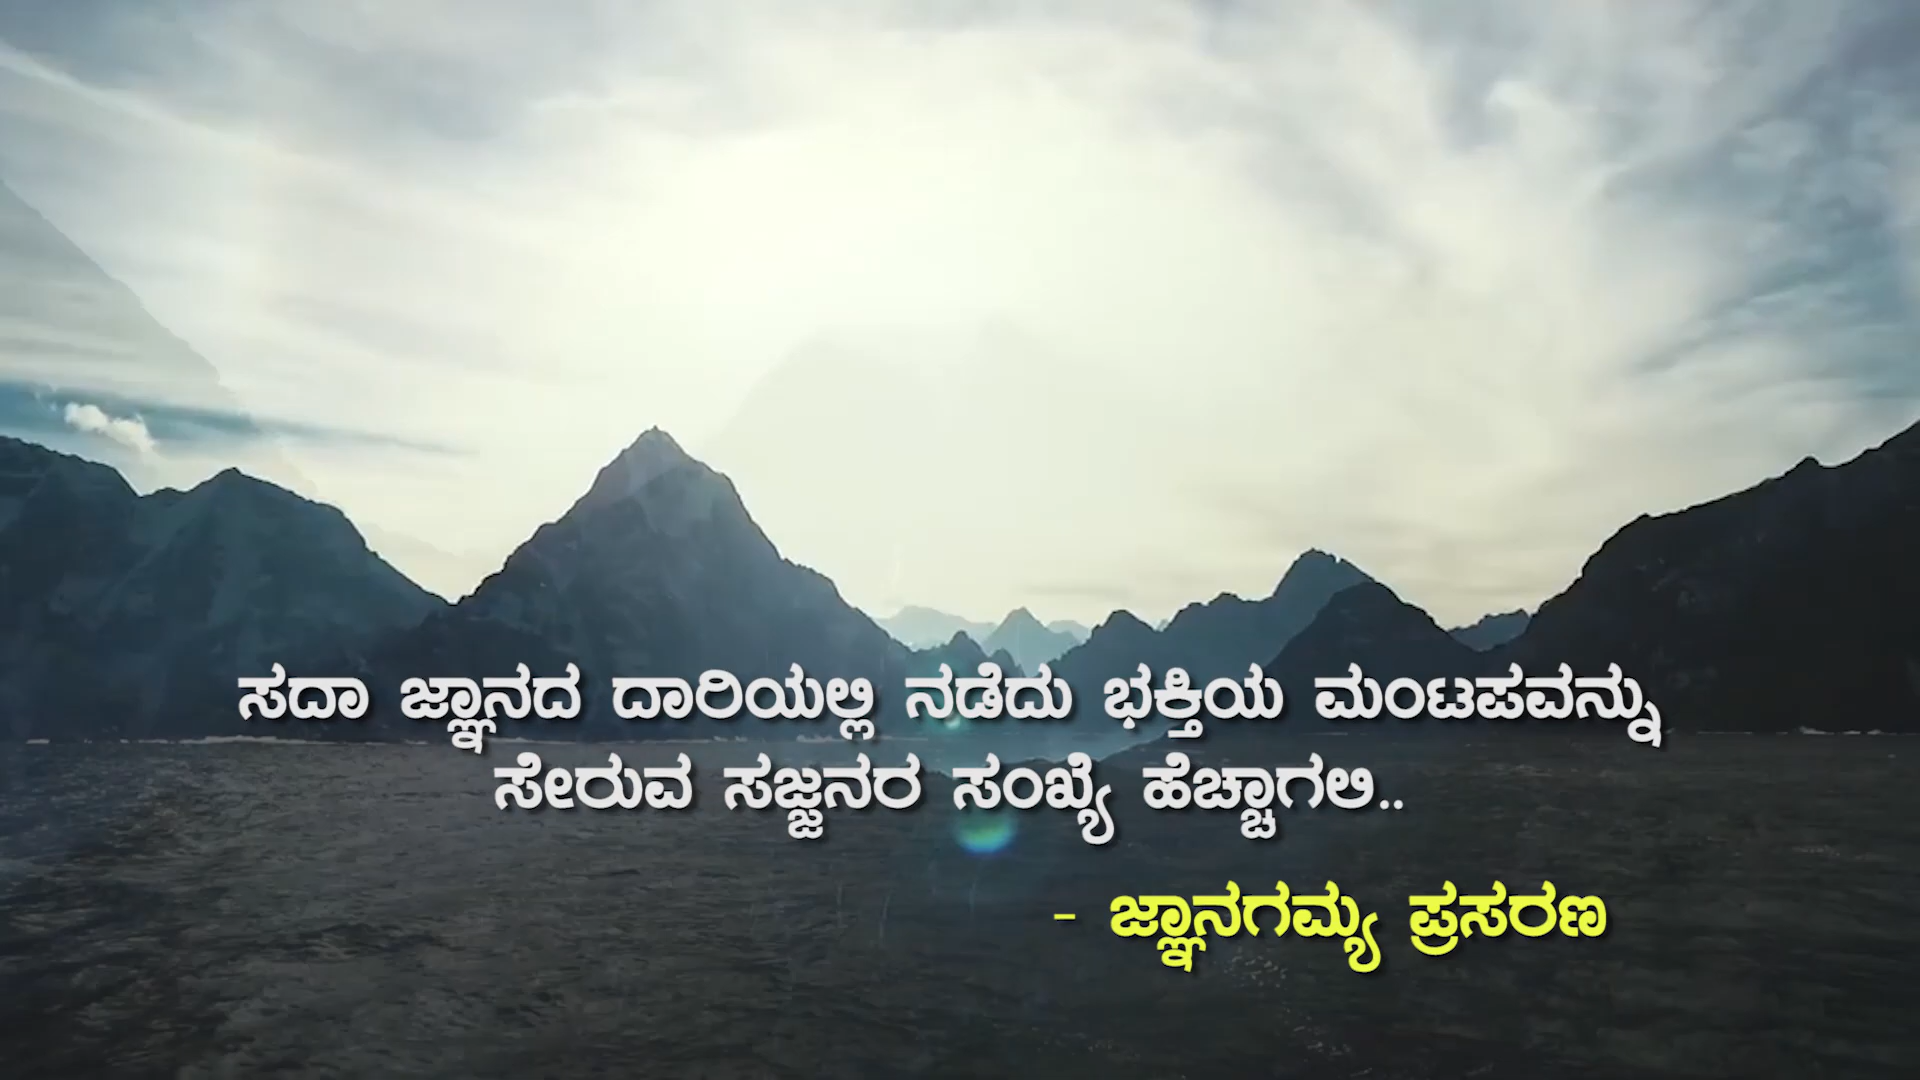 ಸದಾ ಜ್ಞಾನದ ದಾರಿಯಲ್ಲಿ ನಡೆದು ಭಕ್ತಿಯ ಮಂಟಪವನ್ನು
ಸೇರುವ ಸಜ್ಜನರ ಸಂಖ್ಯೆ ಹೆಚ್ಚಾಗಲಿ..
- ಜ್ಞಾನಗಮ್ಯ ಪ್ರಸರಣ